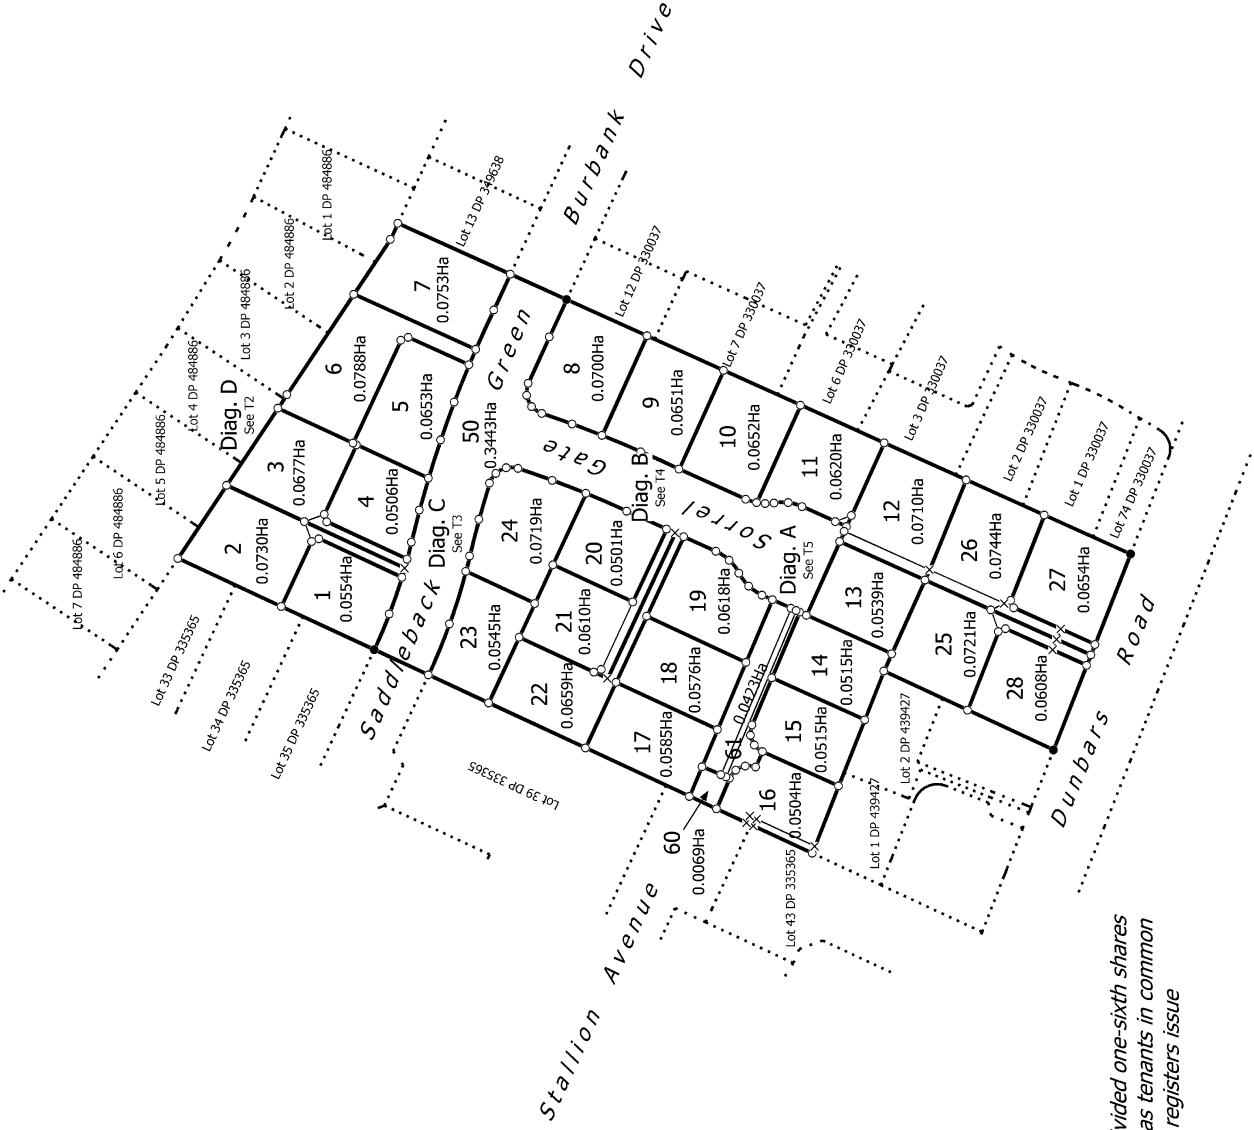 Burbank Drive
Lot 1 DP 484886
Lot 2 DP 484886
Lot 3 DP 484886
Lot 4 DP 484886
Lot 5 DP 484886
Lot 6 DP 484886
Lot 7 DP 484886
Lot 13 DP 349638
Lot 12 DP 330037
Lot 7 DP 330037
Lot 6 DP 330037
Lot 3 DP 330037
Lot 2 DP 330037
Lot 1 DP 330037
Lot 74 DP 330037
Lot 33 DP 335365
Lot 34 DP 335365
Lot 35 DP 335365
Lot 39 DP 335365
Lot 43 DP 335365
Lot 1 DP 439427
Lot 2 DP 439427
Diag. D
See T2
Diag. C
See T3
Diag. B
See T4
Diag. A
See T5
1
0.0554Ha
2
0.0730Ha
3
0.0677Ha
4
0.0506Ha
5
0.0653Ha
6
0.0788Ha
7
0.0753Ha
8
0.0700Ha
9
0.0651Ha
10
0.0652Ha
11
0.0620Ha
12
0.0710Ha
13
0.0539Ha
14
0.0515Ha
15
0.0515Ha
16
0.0504Ha
17
0.0585Ha
18
0.0576Ha
19
0.0618Ha
20
0.0501Ha
21
0.0610Ha
22
0.0659Ha
23
0.0545Ha
24
0.0719Ha
25
0.0721Ha
26
0.0744Ha
27
0.0654Ha
28
0.0608Ha
50
0.3443Ha
60
0.0069Ha
61
0.0423Ha
Saddleback Green
Sorrel Gate
Stallion Avenue
Dunbars Road
vided one-sixth shares
as tenants in common
registers issue